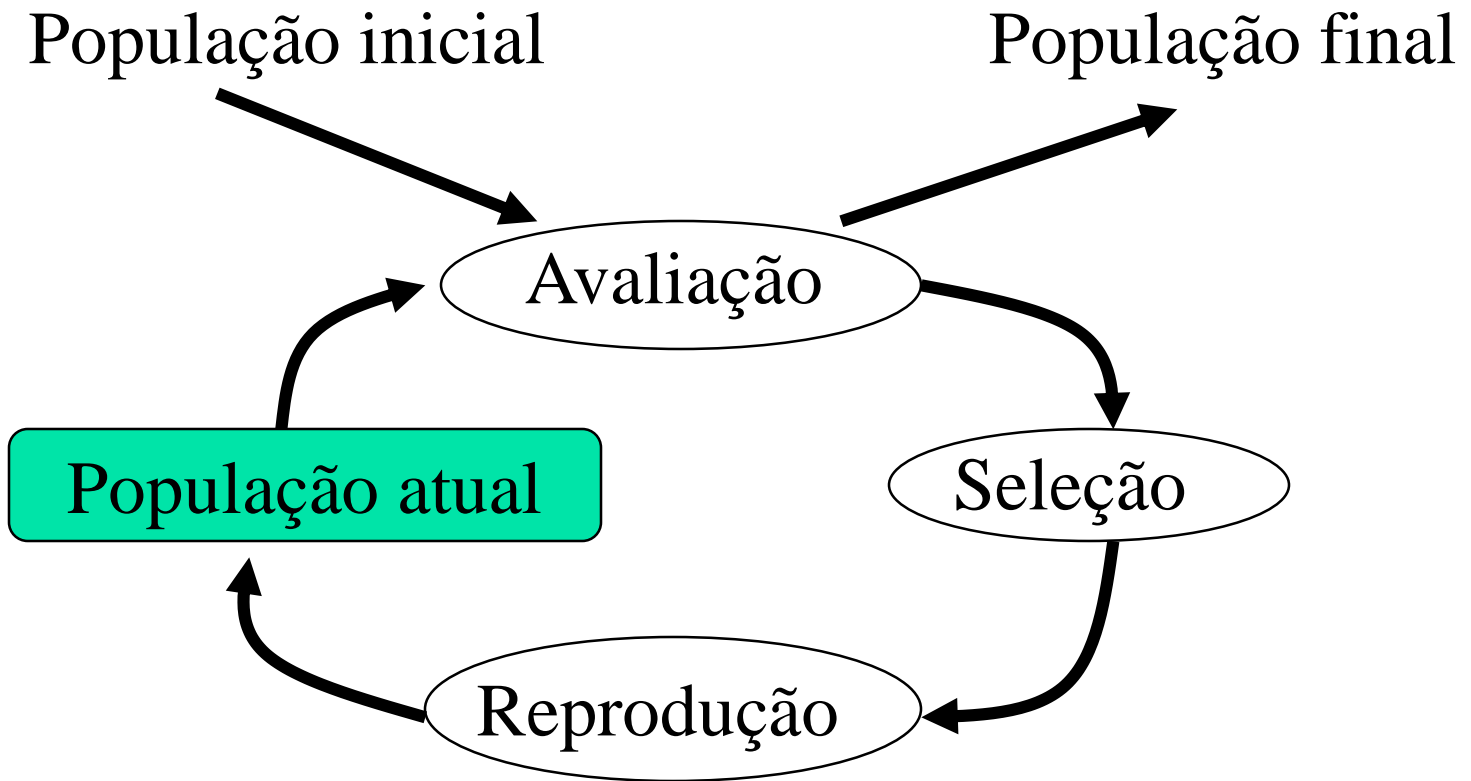 População inicial
População final
Avaliação
População atual
Seleção
Reprodução